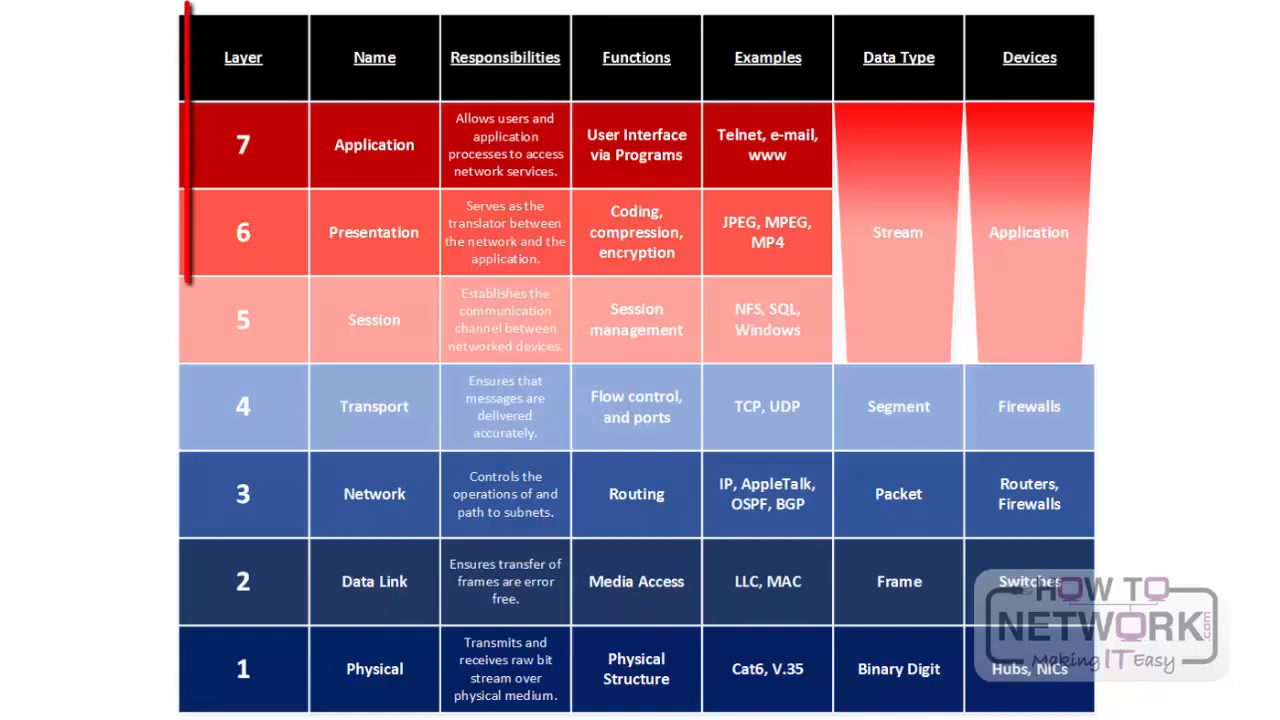 Layer Name Responsibilities Functions Examples Data Type Devices
7
Application
Allows users and
application
processes to access
network services.
User Interface
via Programs
Telnet, e-mail,
www
6
Presentation
Serves as the
translator between
the network and the
application.
Coding,
compression,
encryption
JPEG, MPEG,
MP4
Stream
Application
5
Session
Establishes the
communication
channel between
networked devices.
Session
management
NFS, SQL,
Windows
4
Transport
Ensures that
messages are
delivered
accurately.
Flow control,
and ports
TCP, UDP
Segment
Firewalls
3
Network
Controls the
operations of and
path to subnets.
Routing
IP, AppleTalk,
OSPF, BGP
Packet
Routers,
Firewalls
2
Data Link
Ensures transfer of
frames are error
free.
Media Access
LLC, MAC
Frame
Switches
1
Physical
Transmits and
receives raw bit
stream over
physical medium.
Physical
Structure
Cat6, V.35
Binary Digit
Hubs, NICs
HOW TO
NETWORK.com
Making IT Easy